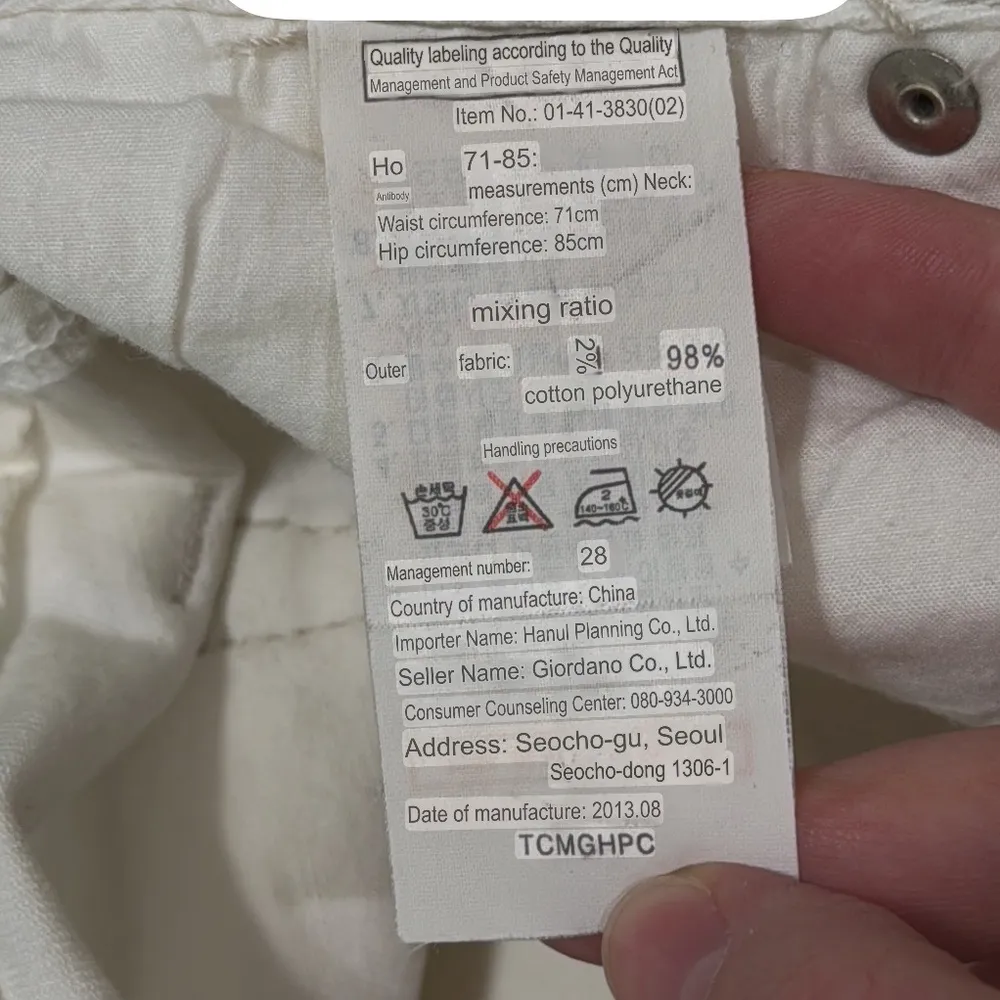 Quality labeling according to the Quality
Management and Product Safety Management Act
Item No.: 01-41-3830(02)
Ho 71-85:
Antibody measurements (cm) Neck:
Waist circumference: 71cm
Hip circumference: 85cm
mixing ratio
Outer fabric: 2% 98%
cotton polyurethane
Handling precautions
손세탁
30℃
중성
2
140~160℃
옷걸이
Management number: 28
Country of manufacture: China
Importer Name: Hanul Planning Co., Ltd.
Seller Name: Giordano Co., Ltd.
Consumer Counseling Center: 080-934-3000
Address: Seocho-gu, Seoul
Seocho-dong 1306-1
Date of manufacture: 2013.08
TCMGHPC